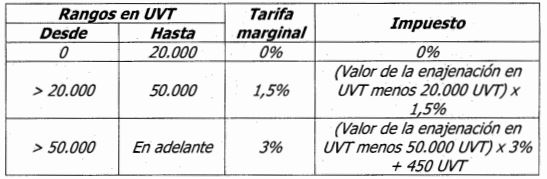 Rangos en UVT
Tarifa
marginal
Impuesto
Desde
Hasta
0
20.000
0%
0%
> 20.000
50.000
1,5%
(Valor de la enajenación en
UVT menos 20.000 UVT) x
1,5%
> 50.000
En adelante
3%
(Valor de la enajenación en
UVT menos 50.000 UVT) x 3%
+ 450 UVT